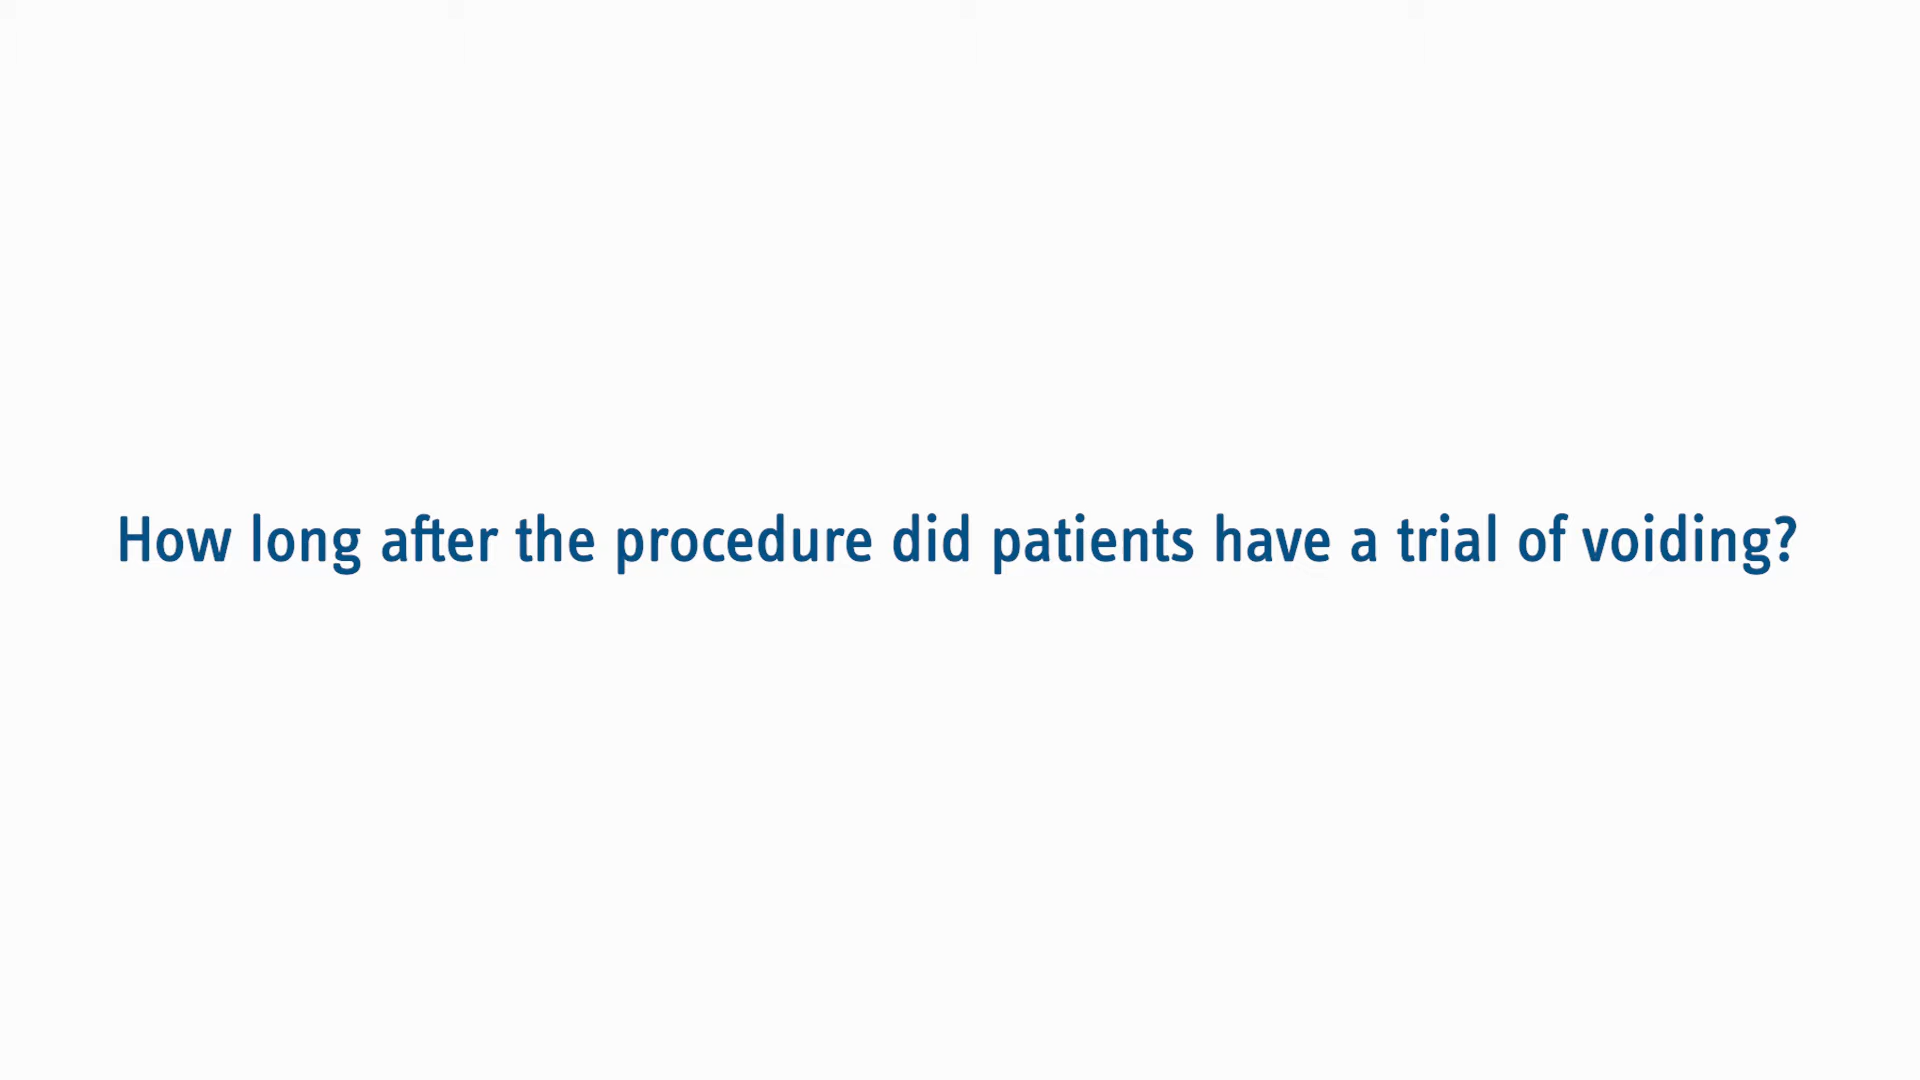 How long after the procedure did patients have a trial of voiding?